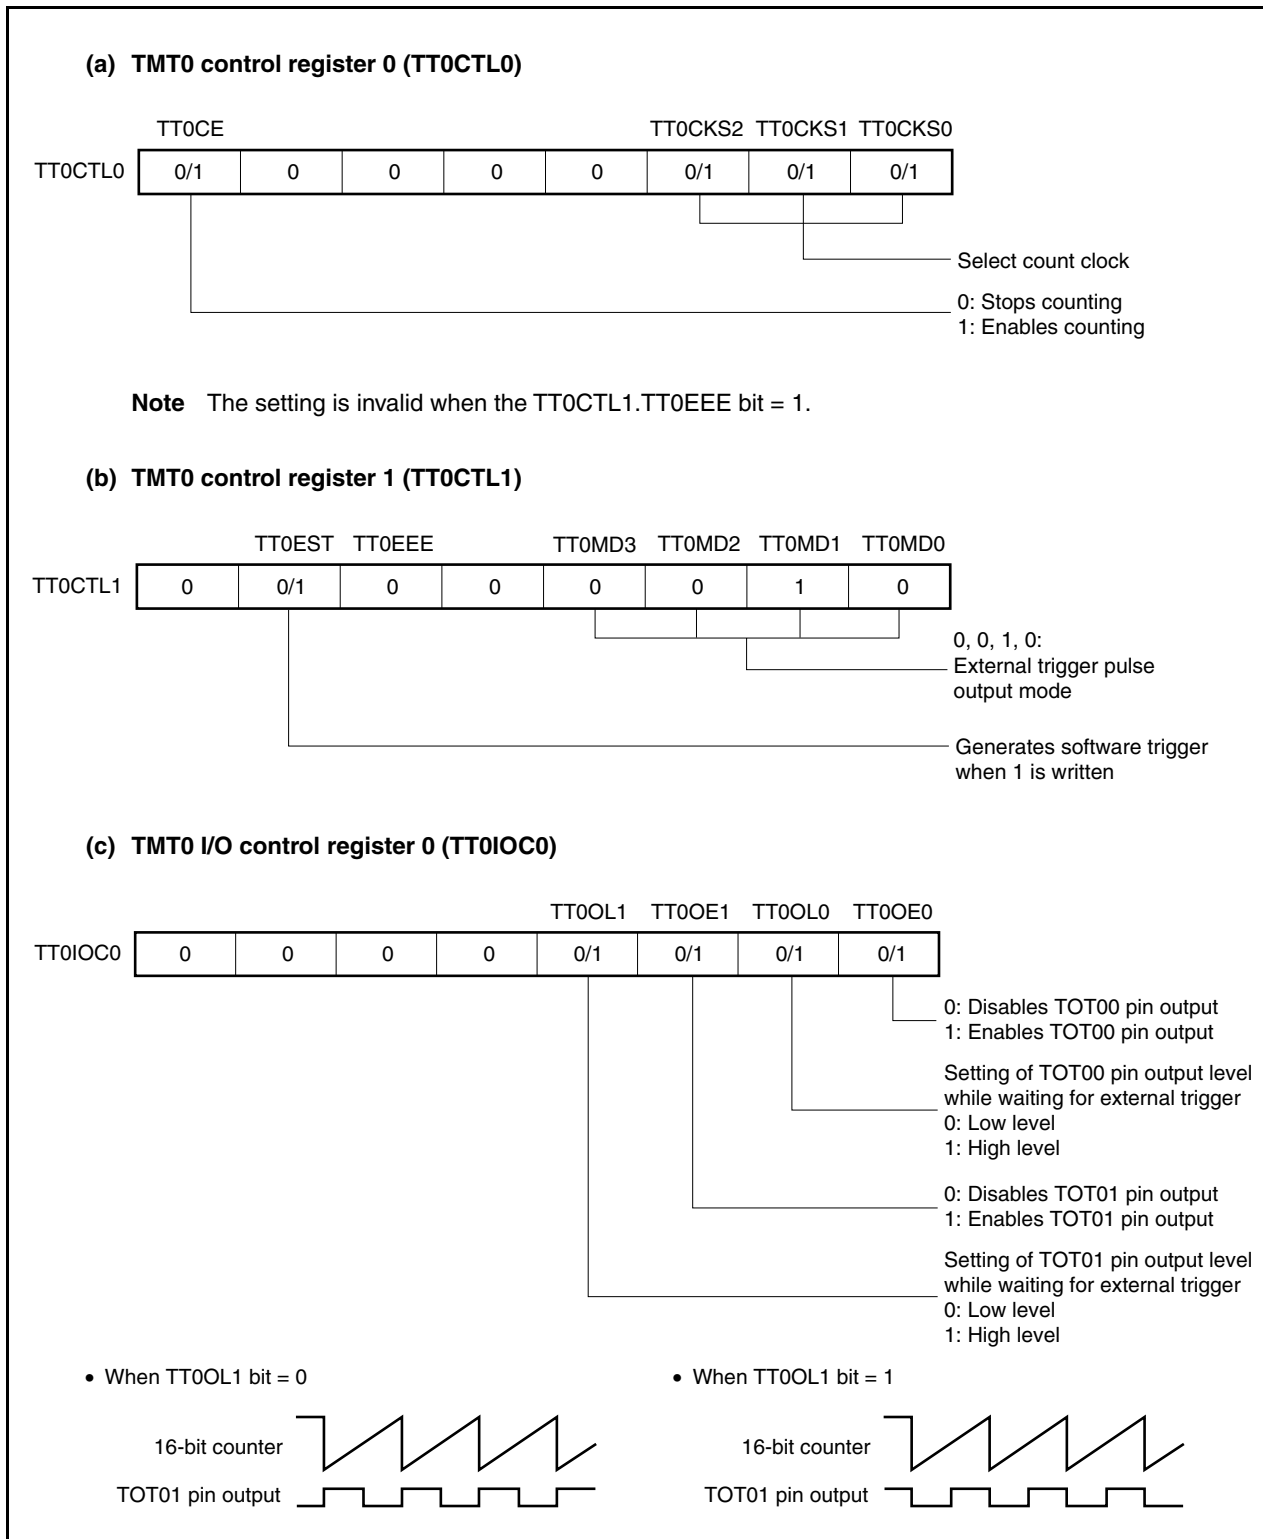 (a) TMT0 control register 0 (TT0CTL0)
TT0CE TT0CKS2 TT0CKS1 TT0CKS0
TT0CTL0 0/1 0 0 0 0 0/1 0/1 0/1
Select count clock
0: Stops counting
1: Enables counting
Note The setting is invalid when the TT0CTL1.TT0EEE bit = 1.
(b) TMT0 control register 1 (TT0CTL1)
TT0EST TT0EEE TT0MD3 TT0MD2 TT0MD1 TT0MD0
TT0CTL1 0 0/1 0 0 0 0 1 0
0, 0, 1, 0:
External trigger pulse
output mode
Generates software trigger
when 1 is written
(c) TMT0 I/O control register 0 (TT0IOC0)
TT0OL1 TT0OE1 TT0OL0 TT0OE0
TT0IOC0 0 0 0 0 0/1 0/1 0/1 0/1
0: Disables TOT00 pin output
1: Enables TOT00 pin output
Setting of TOT00 pin output level
while waiting for external trigger
0: Low level
1: High level
0: Disables TOT01 pin output
1: Enables TOT01 pin output
Setting of TOT01 pin output level
while waiting for external trigger
0: Low level
1: High level
• When TT0OL1 bit = 0
16-bit counter
TOT01 pin output
• When TT0OL1 bit = 1
16-bit counter
TOT01 pin output